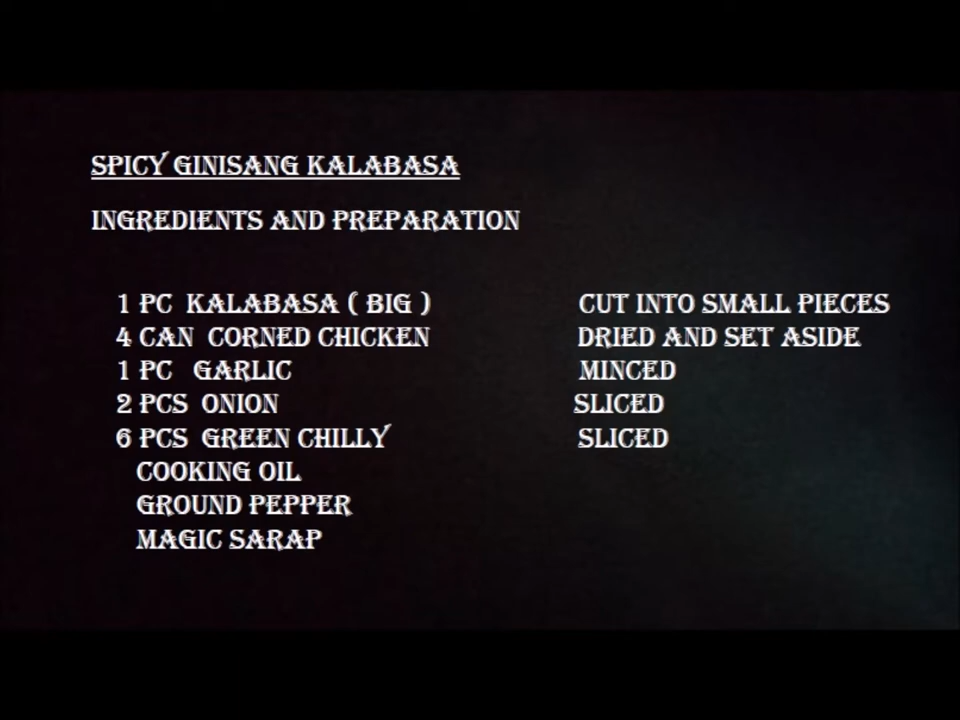 SPICY GINISANG KALABASA
INGREDIENTS AND PREPARATION
1 PC KALABASA ( BIG ) CUT INTO SMALL PIECES
4 CAN CORNED CHICKEN DRIED AND SET ASIDE
1 PC GARLIC MINCED
2 PCS ONION SLICED
6 PCS GREEN CHILLY SLICED
COOKING OIL
GROUND PEPPER
MAGIC SARAP